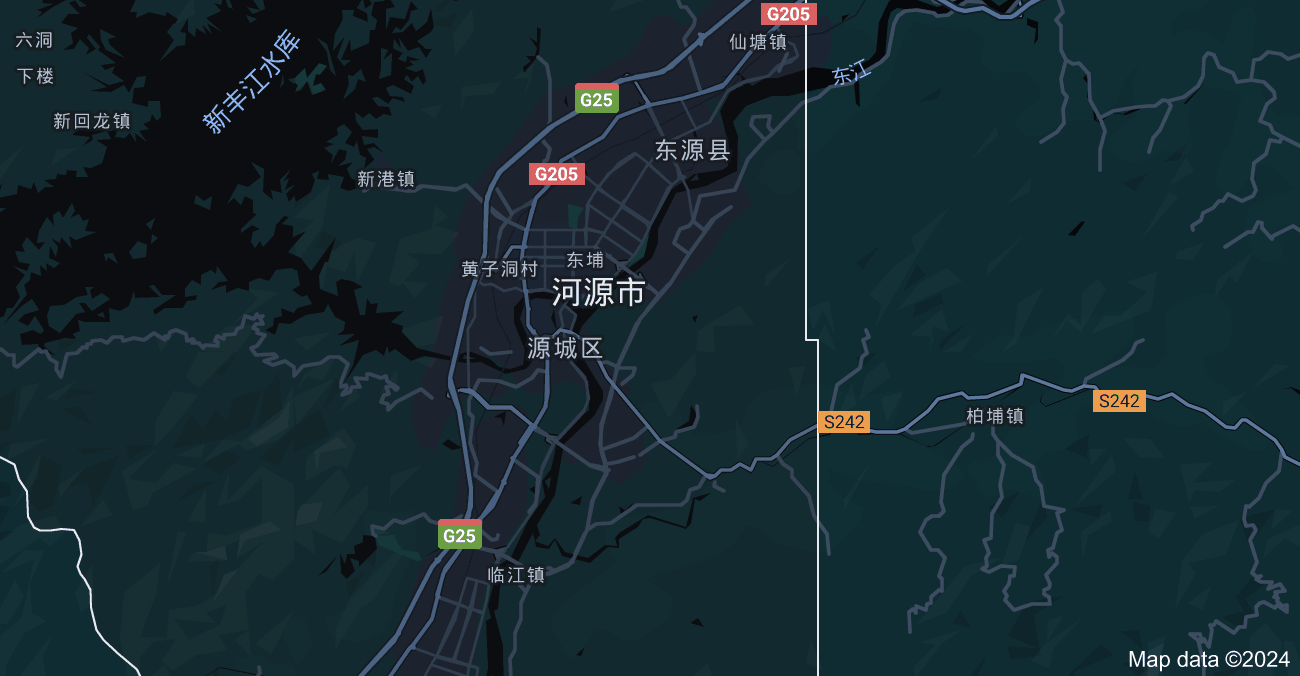 G205
六洞
仙塘镇
下楼
新丰江水库
东江
G25
新回龙镇
东源县
G205
新港镇
东埔
黄子洞村
河源市
源城区
S242
柏埔镇
S242
G25
临江镇
Map data ©2024